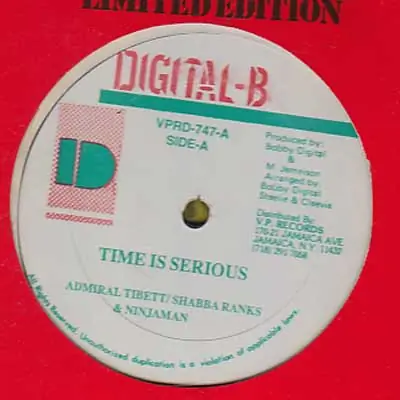 LIMITED EDITION
DIGITAL-B
VPRD-747-A
SIDE-A
Produced by:
Bobby Digital
&
M. Jemmison
Arranged by
Bobby Digital
Steelie & Cleevie
Distributed By:
V.P. RECORDS
170-21 JAMAICA AVE
JAMAICA, N.Y. 11432
(718) 291 7058
D
TIME IS SERIOUS
ADMIRAL TIBETT/SHABBA RANKS
& NINJAMAN
All Rights Reserved. Unauthorized duplication is a violation of applicable laws.